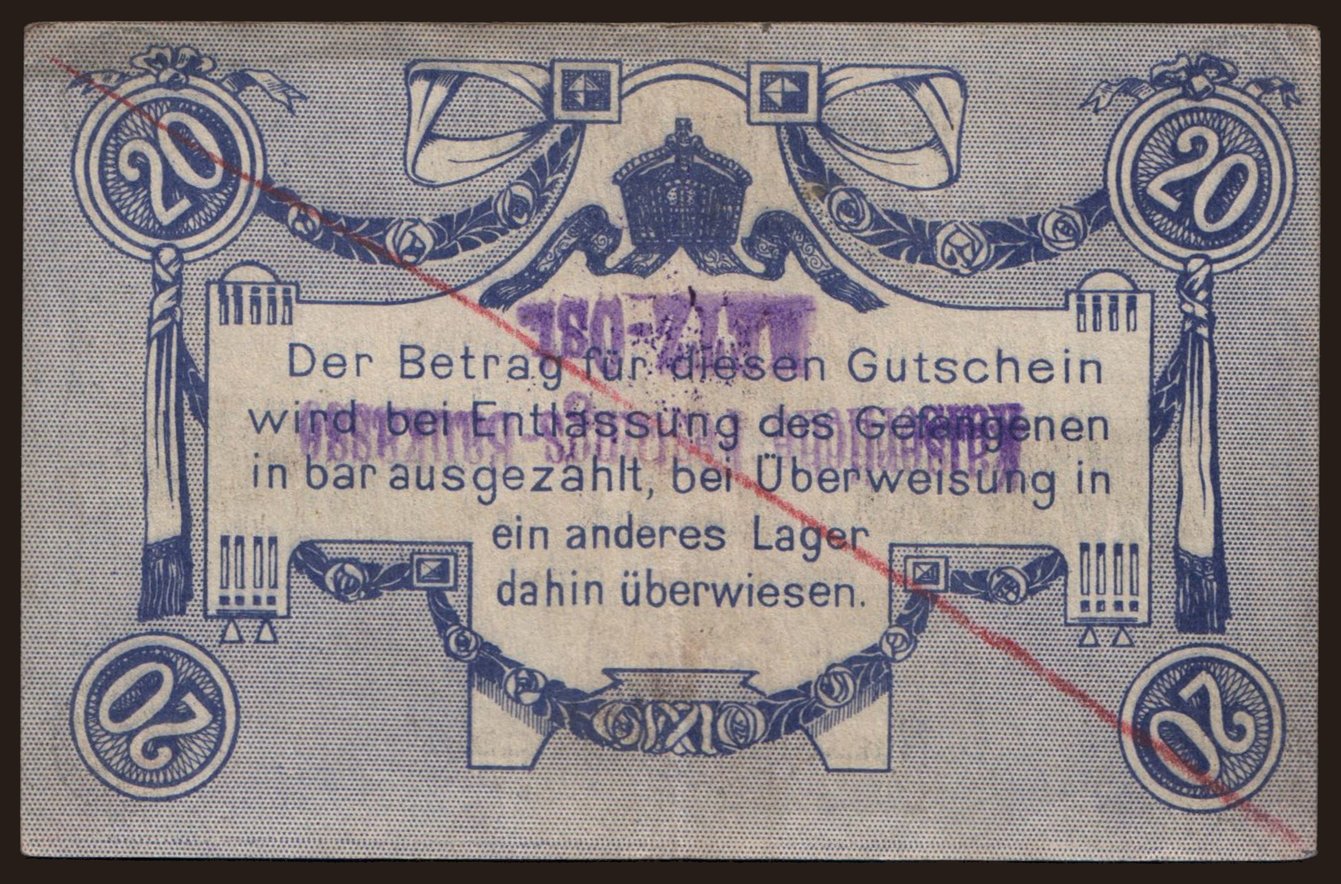 20 20
Der Betrag für diesen Gutschein
wird bei Entlassung des Gefangenen
in bar ausgezahlt, bei Überweisung in
ein anderes Lager
dahin überwiesen.
20 20